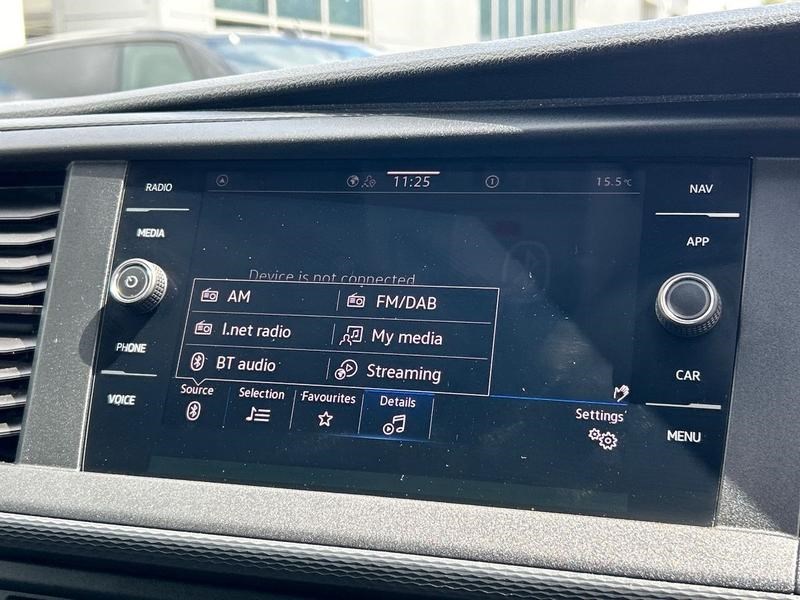 RADIO
MEDIA
PHONE
VOICE
11:25
15.5°C
Device is not connected
AM
FM/DAB
I.net radio
My media
BT audio
Streaming
Source
Selection
Favourites
Details
Settings
NAV
APP
CAR
MENU